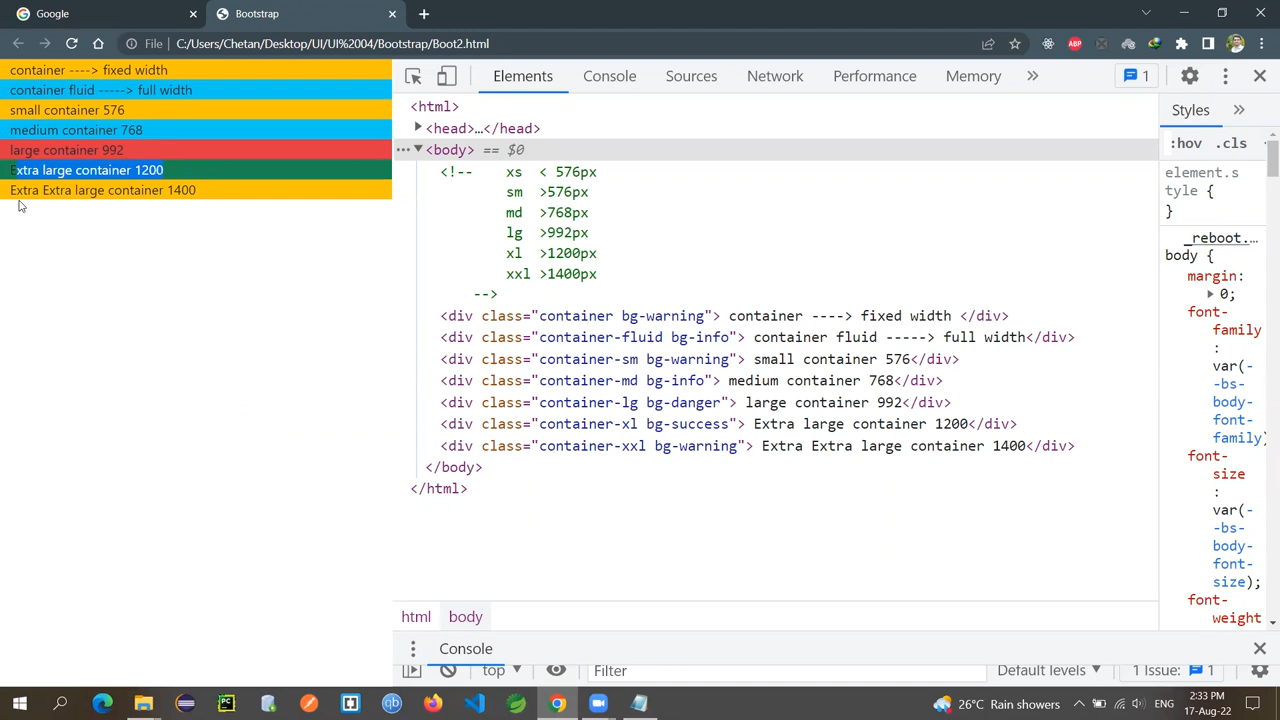 Google
Bootstrap
File
C:/Users/Chetan/Desktop/UI/UI%2004/Bootstrap/Boot2.html
ABP
container ----> fixed width
container fluid -----> full width
small container 576
medium container 768
large container 992
Extra large container 1200
Extra Extra large container 1400
Elements
Console
Sources
Network
Performance
Memory
1
<html>
<head>…</head>
<body> == $0
<!-- xs < 576px
sm >576px
md >768px
lg >992px
xl >1200px
xxl >1400px
-->
<div class="container bg-warning"> container ----> fixed width </div>
<div class="container-fluid bg-info"> container fluid -----> full width</div>
<div class="container-sm bg-warning"> small container 576</div>
<div class="container-md bg-info"> medium container 768</div>
<div class="container-lg bg-danger"> large container 992</div>
<div class="container-xl bg-success"> Extra large container 1200</div>
<div class="container-xxl bg-warning"> Extra Extra large container 1400</div>
</body>
</html>
Styles
:hov .cls
element.s
tyle {
}
_reboot.…
body {
margin:
0;
font-
family
:
var(-
-bs-
body-
font-
family)
font-
size
:
var(-
-bs-
body-
font-
size);
font-
weight
html body
Console
top
Filter
Default levels
1 Issue: 1
PC
qb
26°C Rain showers
ENG
2:33 PM
17-Aug-22